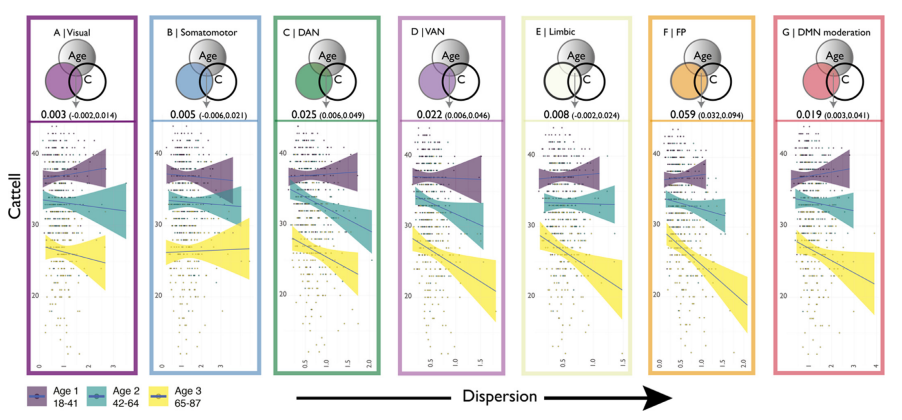 A | Visual
Age
C
0.003 (-0.002,0.014)
40
30
20
0
1
2
3
B | Somatomotor
Age
C
0.005 (-0.006,0.021)
40
30
20
0
1
2
3
C | DAN
Age
C
0.025 (0.006,0.049)
40
30
20
0.5
1.0
1.5
2.0
D | VAN
Age
C
0.022 (0.006,0.046)
40
30
20
0.5
1.0
1.5
E | Limbic
Age
C
0.008 (-0.002,0.024)
40
30
20
0.5
1.0
1.5
F | FP
Age
C
0.059 (0.032,0.094)
40
30
20
0.0
0.5
1.0
1.5
2.0
G | DMN moderation
Age
C
0.019 (0.003,0.041)
40
30
20
1
2
3
4
Cattell
Age 1
18-41
Age 2
42-64
Age 3
65-87
Dispersion